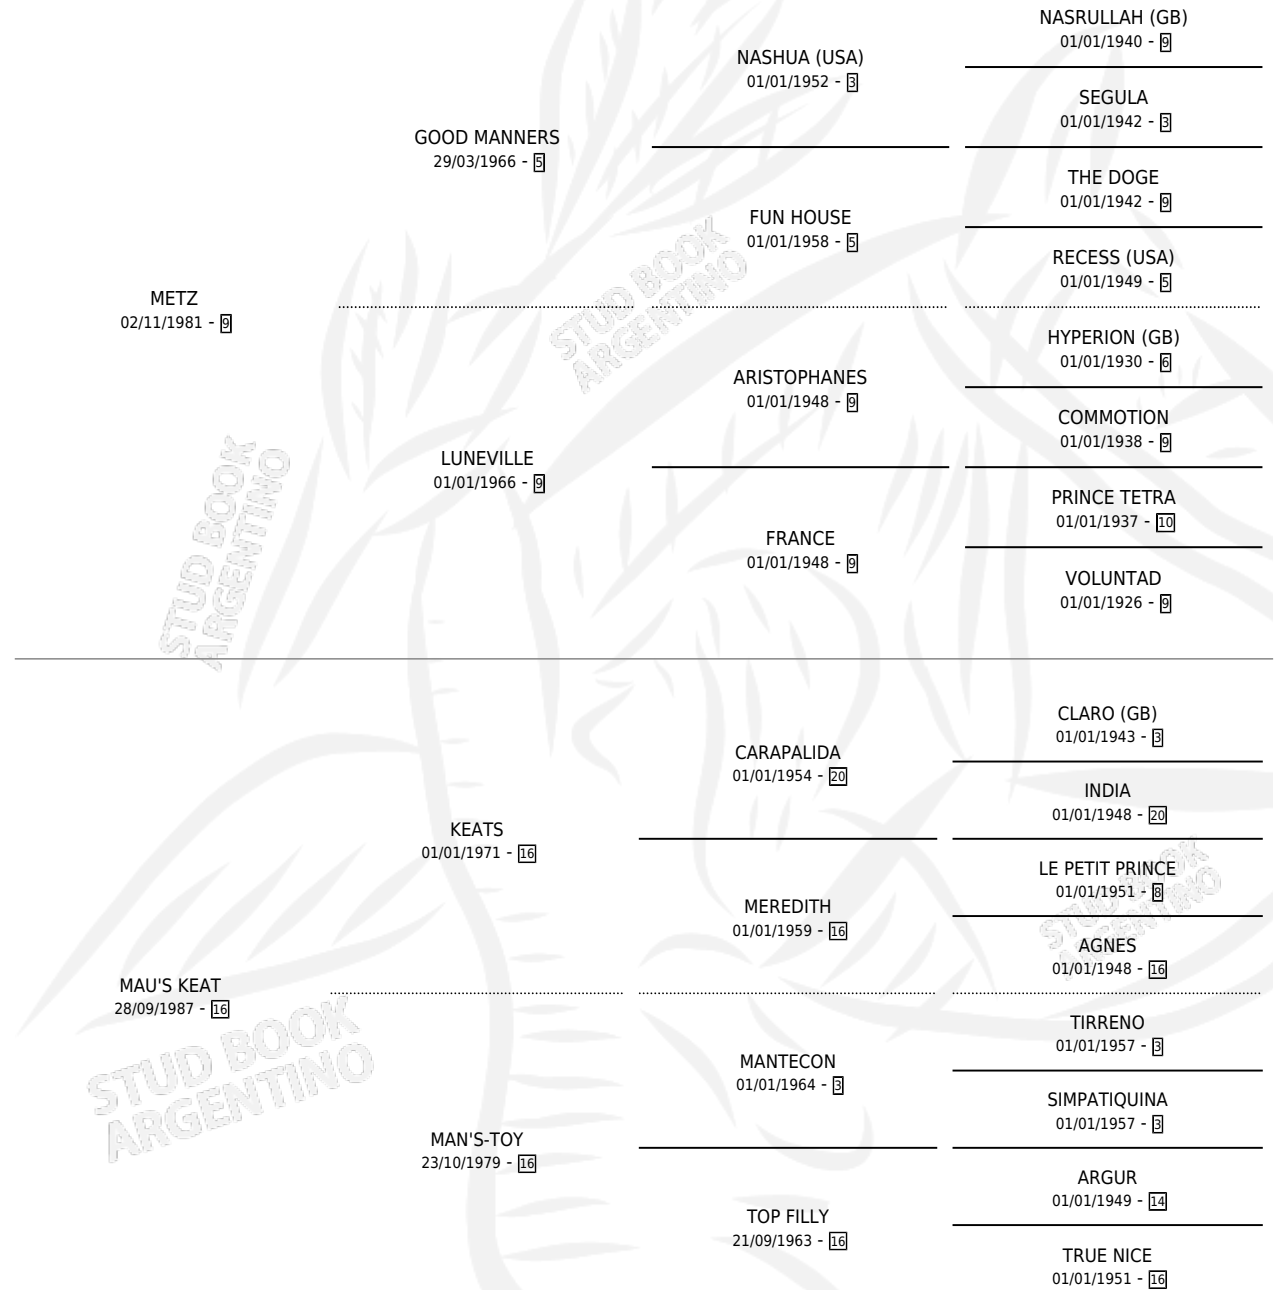 NASRULLAH (GB)
01/01/1940 - 9
NASHUA (USA)
01/01/1952 - 3
SEGULA
01/01/1942 - 3
GOOD MANNERS
29/03/1966 - 5
THE DOGE
01/01/1942 - 9
FUN HOUSE
01/01/1958 - 5
RECESS (USA)
01/01/1949 - 5
METZ
02/11/1981 - 9
HYPERION (GB)
01/01/1930 - 6
ARISTOPHANES
01/01/1948 - 9
COMMOTION
01/01/1938 - 9
LUNEVILLE
01/01/1966 - 9
PRINCE TETRA
01/01/1937 - 10
FRANCE
01/01/1948 - 9
VOLUNTAD
01/01/1926 - 9
CLARO (GB)
01/01/1943 - 3
CARAPALIDA
01/01/1954 - 20
INDIA
01/01/1948 - 20
KEATS
01/01/1971 - 16
LE PETIT PRINCE
01/01/1951 - 8
MEREDITH
01/01/1959 - 16
AGNES
01/01/1948 - 16
MAU'S KEAT
28/09/1987 - 16
TIRRENO
01/01/1957 - 3
MANTECON
01/01/1964 - 3
SIMPATIQUINA
01/01/1957 - 3
MAN'S-TOY
23/10/1979 - 16
ARGUR
01/01/1949 - 14
TOP FILLY
21/09/1963 - 16
TRUE NICE
01/01/1951 - 16
STUD BOOK
ARGENTINO
STUD BOOK
ARGENTINO
STUD BOOK
ARGENTINO
STUD BOOK
ARGENTINO